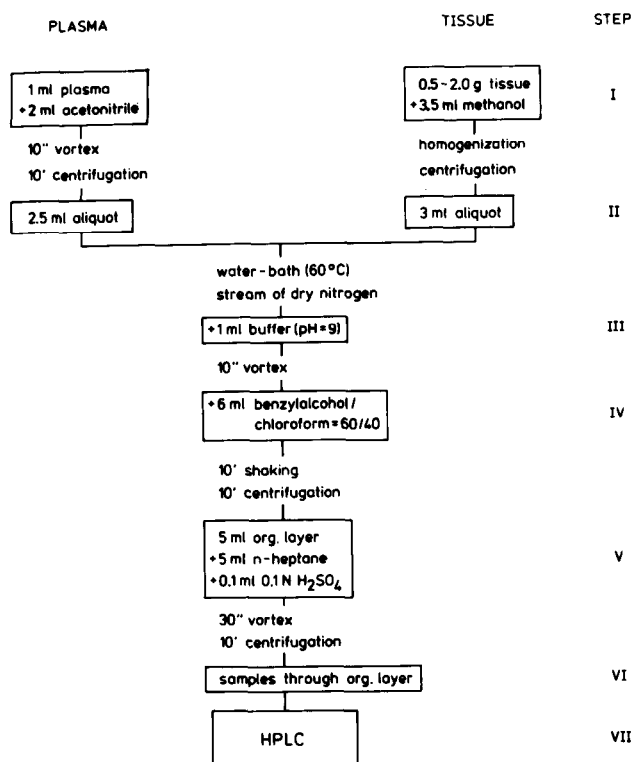 PLASMA TISSUE STEP
1 ml plasma
+2 ml acetonitrile
0.5-2.0 g tissue
+3.5 ml methanol
I
10" vortex
10' centrifugation
homogenization
centrifugation
2.5 ml aliquot
3 ml aliquot
II
water-bath (60°C)
stream of dry nitrogen
+1 ml buffer (pH=9)
III
10" vortex
+6 ml benzylalcohol/
chloroform=60/40
IV
10' shaking
10' centrifugation
5 ml org. layer
+5 ml n-heptane
+0.1 ml 0.1 N H₂SO₄
V
30" vortex
10' centrifugation
samples through org. layer
VI
HPLC
VII